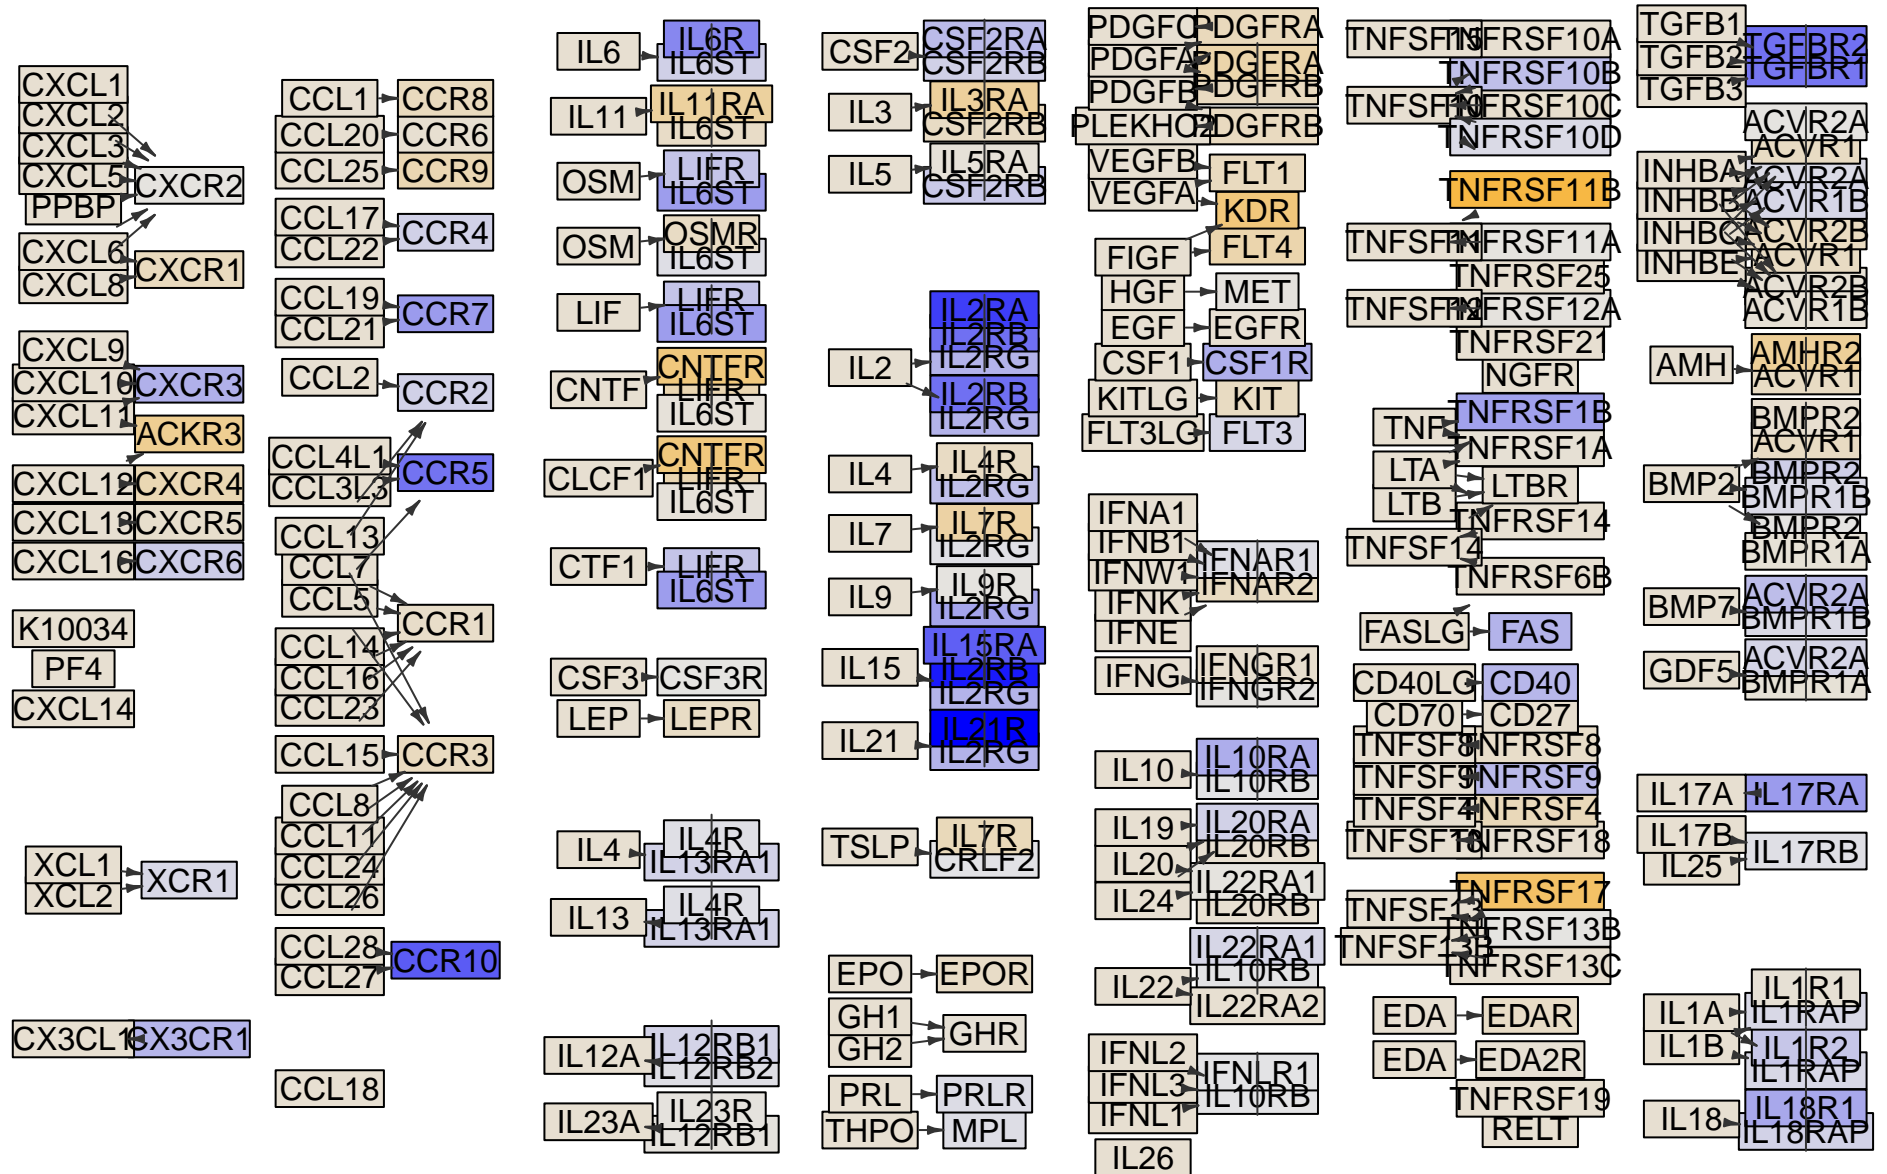 CXCL1
CXCL2
CXCL3
CXCL5
PPBP
CXCR2
CXCL6
CXCL8
CXCR1
CXCL9
CXCL10
CXCL11
CXCR3
ACKR3
CXCL12
CXCR4
CXCL13
CXCR5
CXCL16
CXCR6
K10034
PF4
CXCL14
XCL1
XCL2
XCR1
CX3CL1
CX3CR1
CCL1
CCR8
CCL20
CCR6
CCL25
CCR9
CCL17
CCL22
CCR4
CCL19
CCL21
CCR7
CCL2
CCR2
CCL4L1
CCL3L3
CCR5
CCL13
CCL7
CCL5
CCR1
CCL14
CCL16
CCL23
CCL15
CCR3
CCL8
CCL11
CCL24
CCL26
CCL28
CCL27
CCR10
CCL18
IL6
IL6R
IL6ST
IL11
IL11RA
IL6ST
OSM
LIFR
IL6ST
OSM
OSMR
IL6ST
LIF
LIFR
IL6ST
CNTF
CNTFR
LIFR
IL6ST
CLCF1
CNTFR
LIFR
IL6ST
CTF1
LIFR
IL6ST
CSF3
CSF3R
LEP
LEPR
IL4
IL4R
IL13RA1
IL13
IL4R
IL13RA1
IL12A
IL12RB1
IL12RB2
IL23A
IL23R
IL12RB1
CSF2
CSF2RA
CSF2RB
IL3
IL3RA
CSF2RB
IL5
IL5RA
CSF2RB
IL2
IL2RA
IL2RB
IL2RG
IL2RB
IL2RG
IL4
IL4R
IL2RG
IL7
IL7R
IL2RG
IL9
IL9R
IL2RG
IL15
IL15RA
IL2RB
IL2RG
IL21
IL21R
IL2RG
TSLP
IL7R
CRLF2
EPO
EPOR
GH1
GH2
GHR
PRL
PRLR
THPO
MPL
PDGFC
PDGFRA
PDGFA
PDGFRA
PDGFRB
PDGFB
PLEKHO2
PDGFRB
VEGFB
VEGFA
FLT1
KDR
FIGF
FLT4
HGF
MET
EGF
EGFR
CSF1
CSF1R
KITLG
KIT
FLT3LG
FLT3
IFNA1
IFNB1
IFNW1
IFNK
IFNE
IFNAR1
IFNAR2
IFNG
IFNGR1
IFNGR2
IL10
IL10RA
IL10RB
IL19
IL20
IL24
IL20RA
IL20RB
IL22RA1
IL20RB
IL22
IL22RA1
IL10RB
IL22RA2
IFNL2
IFNL3
IFNL1
IFNLR1
IL10RB
IL26
TNFSF15
TNFRSF10A
TNFRSF10B
TNFSF10
TNFRSF10C
TNFRSF10D
TNFRSF11B
TNFSF11
TNFRSF11A
TNFRSF25
TNFSF12
TNFRSF12A
TNFRSF21
NGFR
TNF
TNFRSF1B
TNFRSF1A
LTA
LTB
LTBR
TNFRSF14
TNFSF14
TNFRSF6B
FASLG
FAS
CD40LG
CD40
CD70
CD27
TNFSF8
TNFRSF8
TNFSF9
TNFRSF9
TNFSF4
TNFRSF4
TNFSF18
TNFRSF18
TNFRSF17
TNFSF13
TNFRSF13B
TNFSF13B
TNFRSF13C
EDA
EDAR
EDA
EDA2R
TNFRSF19
RELT
TGFB1
TGFB2
TGFB3
TGFBR2
TGFBR1
ACVR2A
ACVR1
INHBA
INHBB
INHBC
INHBE
ACVR2A
ACVR1B
ACVR2B
ACVR1
ACVR2B
ACVR1B
AMH
AMHR2
ACVR1
BMP2
BMPR2
ACVR1
BMPR2
BMPR1B
BMPR2
BMPR1A
BMP7
ACVR2A
BMPR1B
GDF5
ACVR2A
BMPR1A
IL17A
IL17RA
IL17B
IL25
IL17RB
IL1A
IL1B
IL1R1
IL1RAP
IL1R2
IL1RAP
IL18
IL18R1
IL18RAP